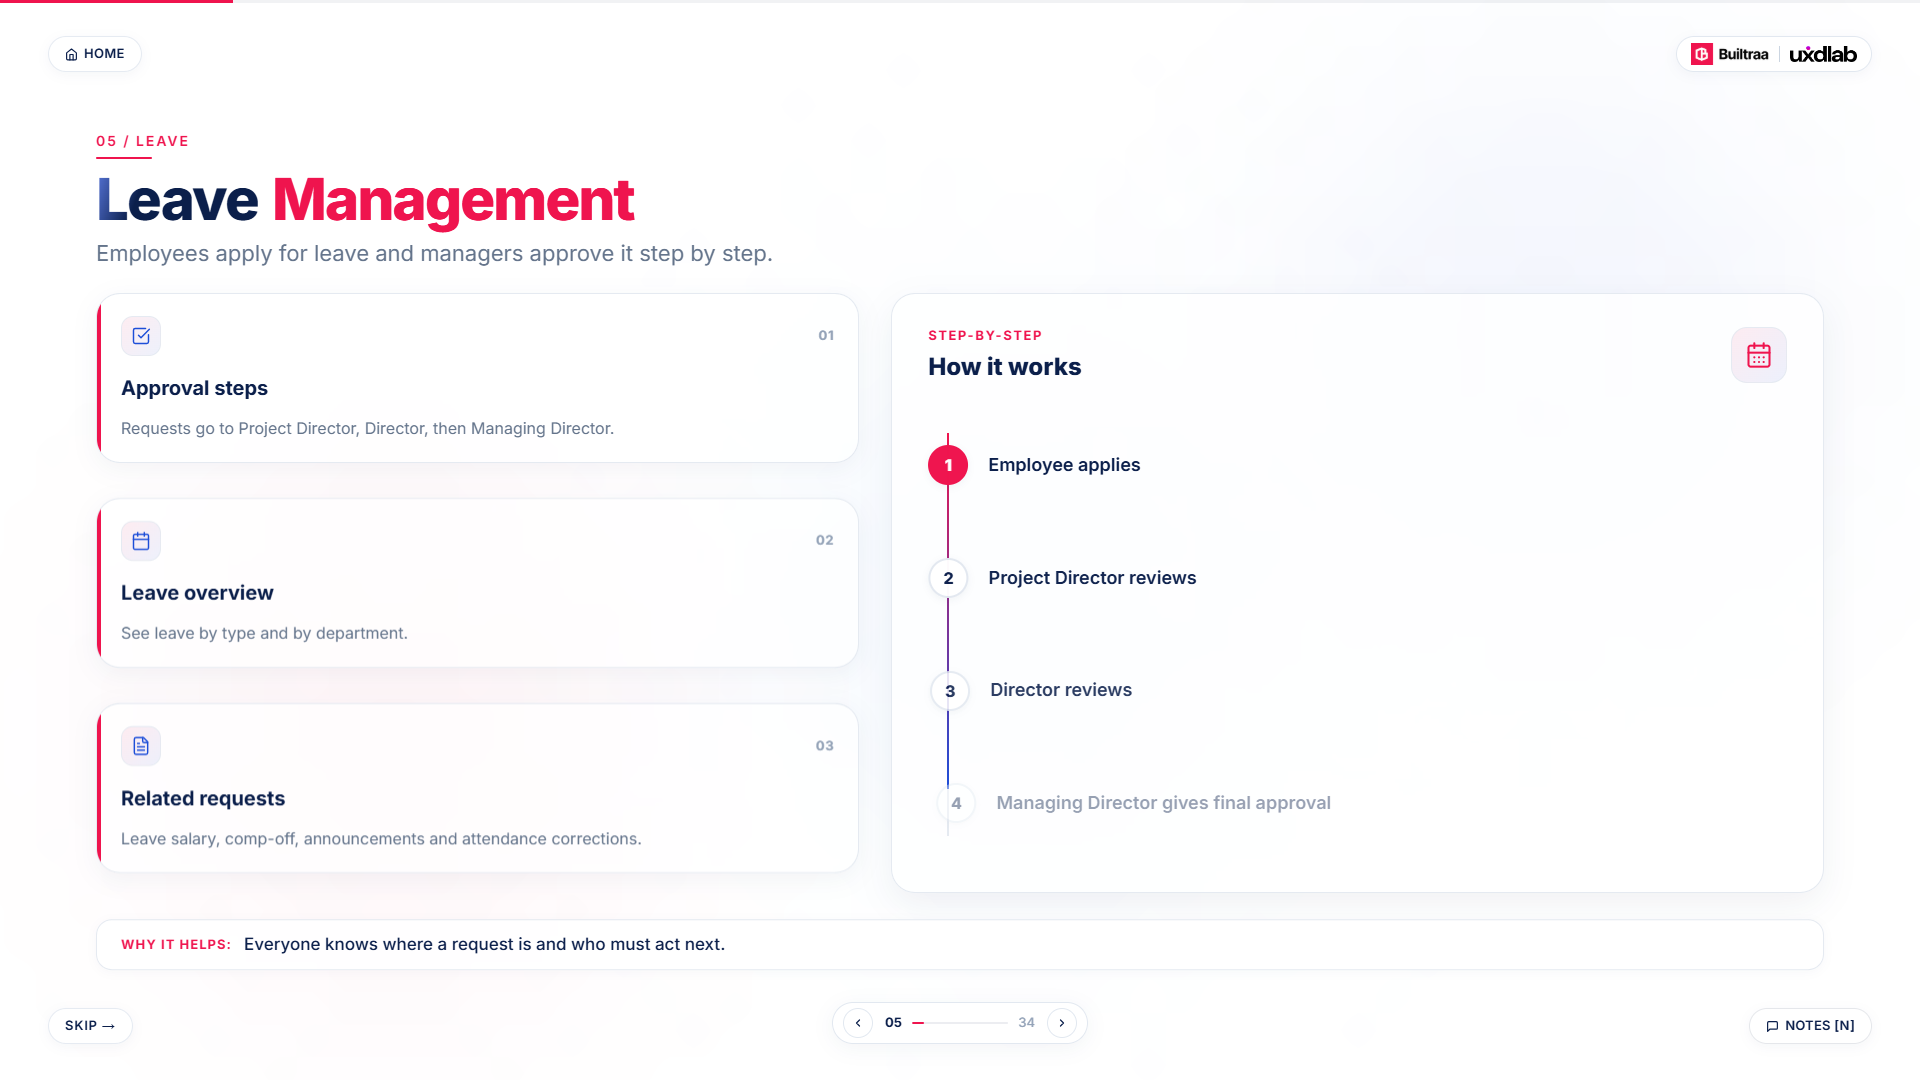 HOME
Builtraa
uxdlab
05 / LEAVE
Leave Management
Employees apply for leave and managers approve it step by step.
01
Approval steps
Requests go to Project Director, Director, then Managing Director.
02
Leave overview
See leave by type and by department.
03
Related requests
Leave salary, comp-off, announcements and attendance corrections.
STEP-BY-STEP
How it works
1 Employee applies
2 Project Director reviews
3 Director reviews
4 Managing Director gives final approval
WHY IT HELPS: Everyone knows where a request is and who must act next.
SKIP →
05 34
NOTES [N]